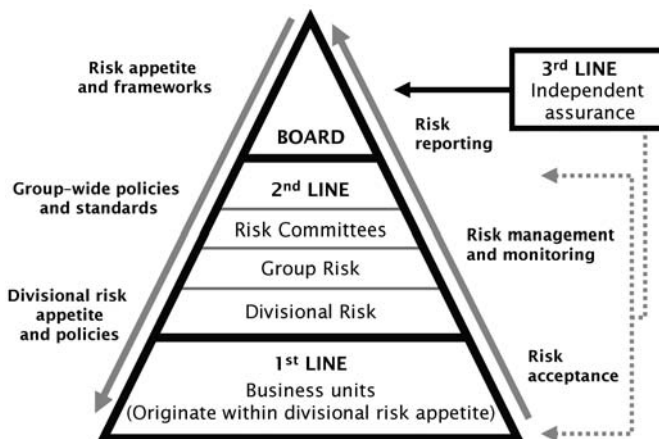 Risk appetite
and frameworks
Group-wide policies
and standards
Divisional risk
appetite
and policies
BOARD
2nd LINE
Risk Committees
Group Risk
Divisional Risk
1st LINE
Business units
(Originate within divisional risk appetite)
Risk
reporting
Risk management
and monitoring
Risk
acceptance
3rd LINE
Independent
assurance